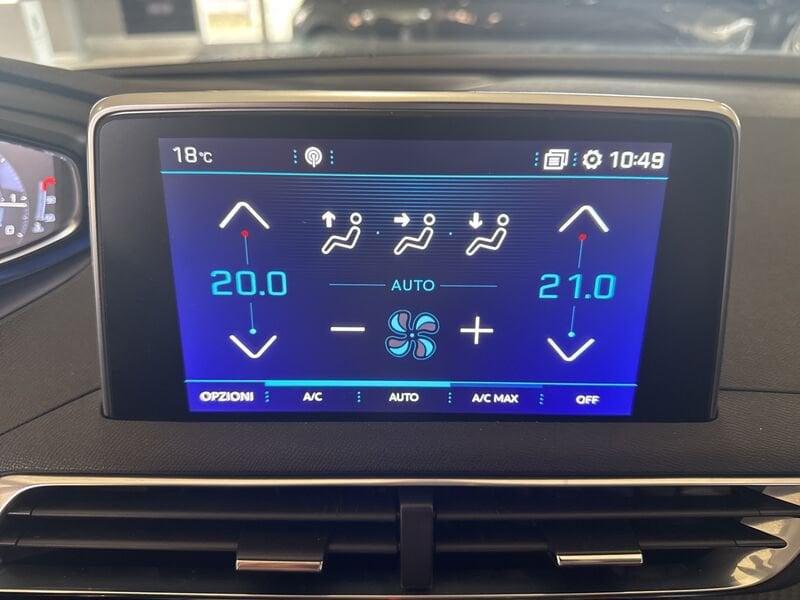 18°C 10:49
20.0 AUTO 21.0
OPZIONI A/C AUTO A/C MAX OFF